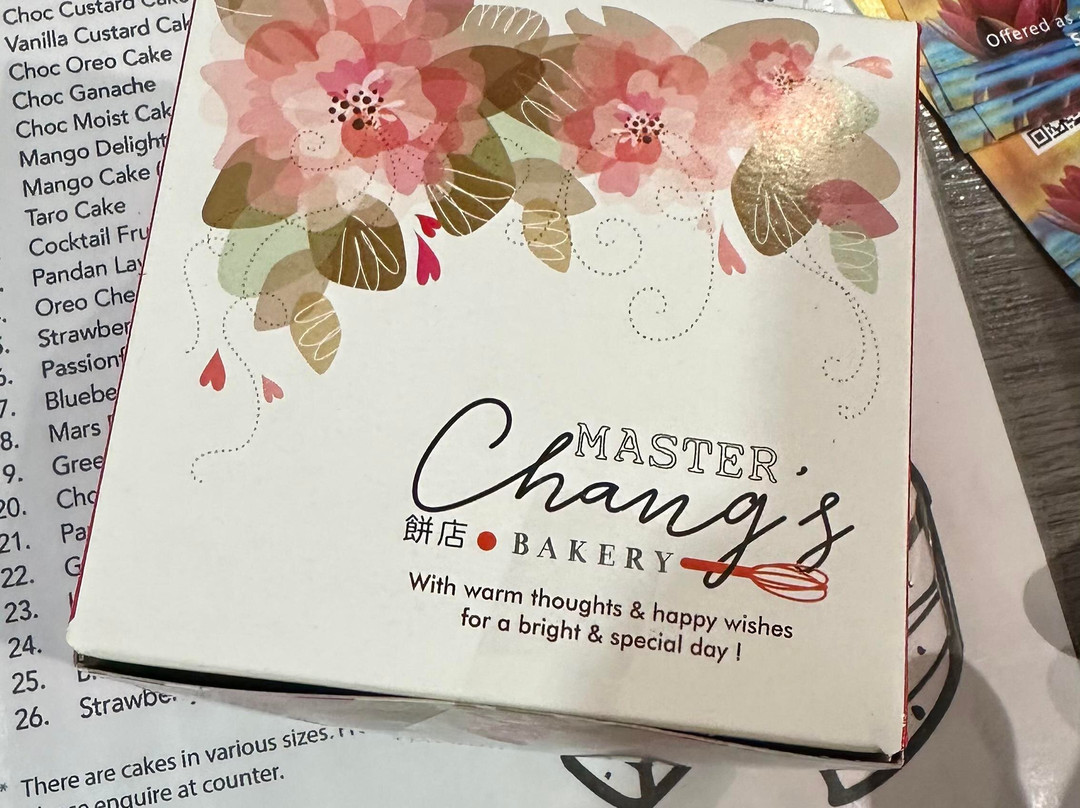 Choc Custard Cake
Vanilla Custard Cak
Choc Oreo Cake
Choc Ganache
Choc Moist Cak
Mango Delight
Mango Cake
Taro Cake
Cocktail Fru
Pandan Lay
Oreo Che
Strawber
Passionf
7. Bluebe
8. Mars
9. Gree
20. Cho
21. Pa
22. G
23.
24.
25.
26. Strawbe
* There are cakes in various sizes.
enquire at counter.
MASTER
Chang's
餅店 • BAKERY
With warm thoughts & happy wishes
for a bright & special day !
Offered as